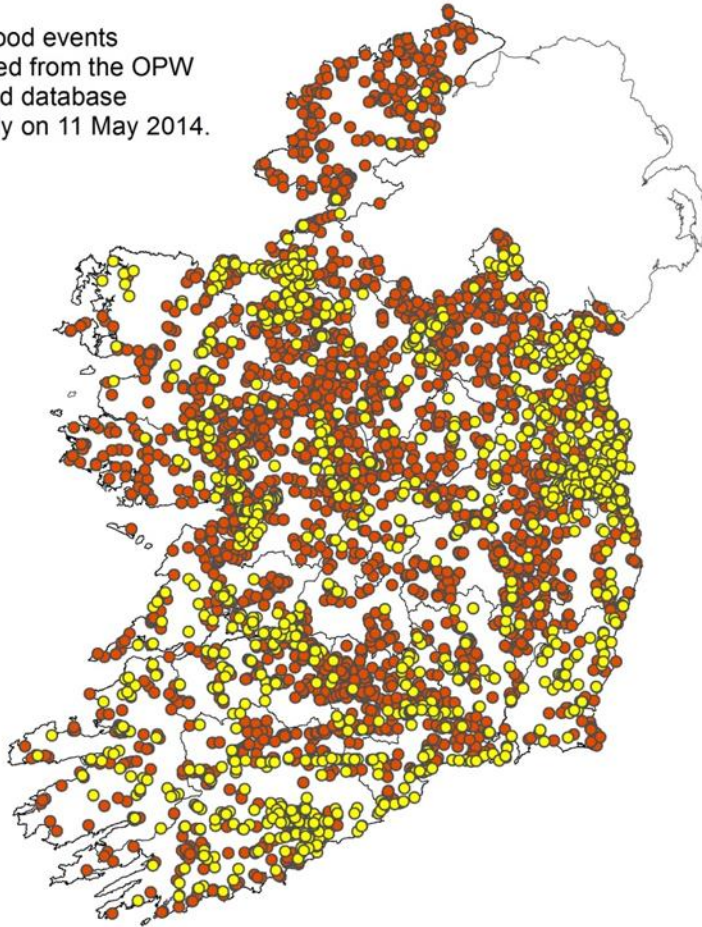 ood events
ed from the OPW
d database
y on 11 May 2014.